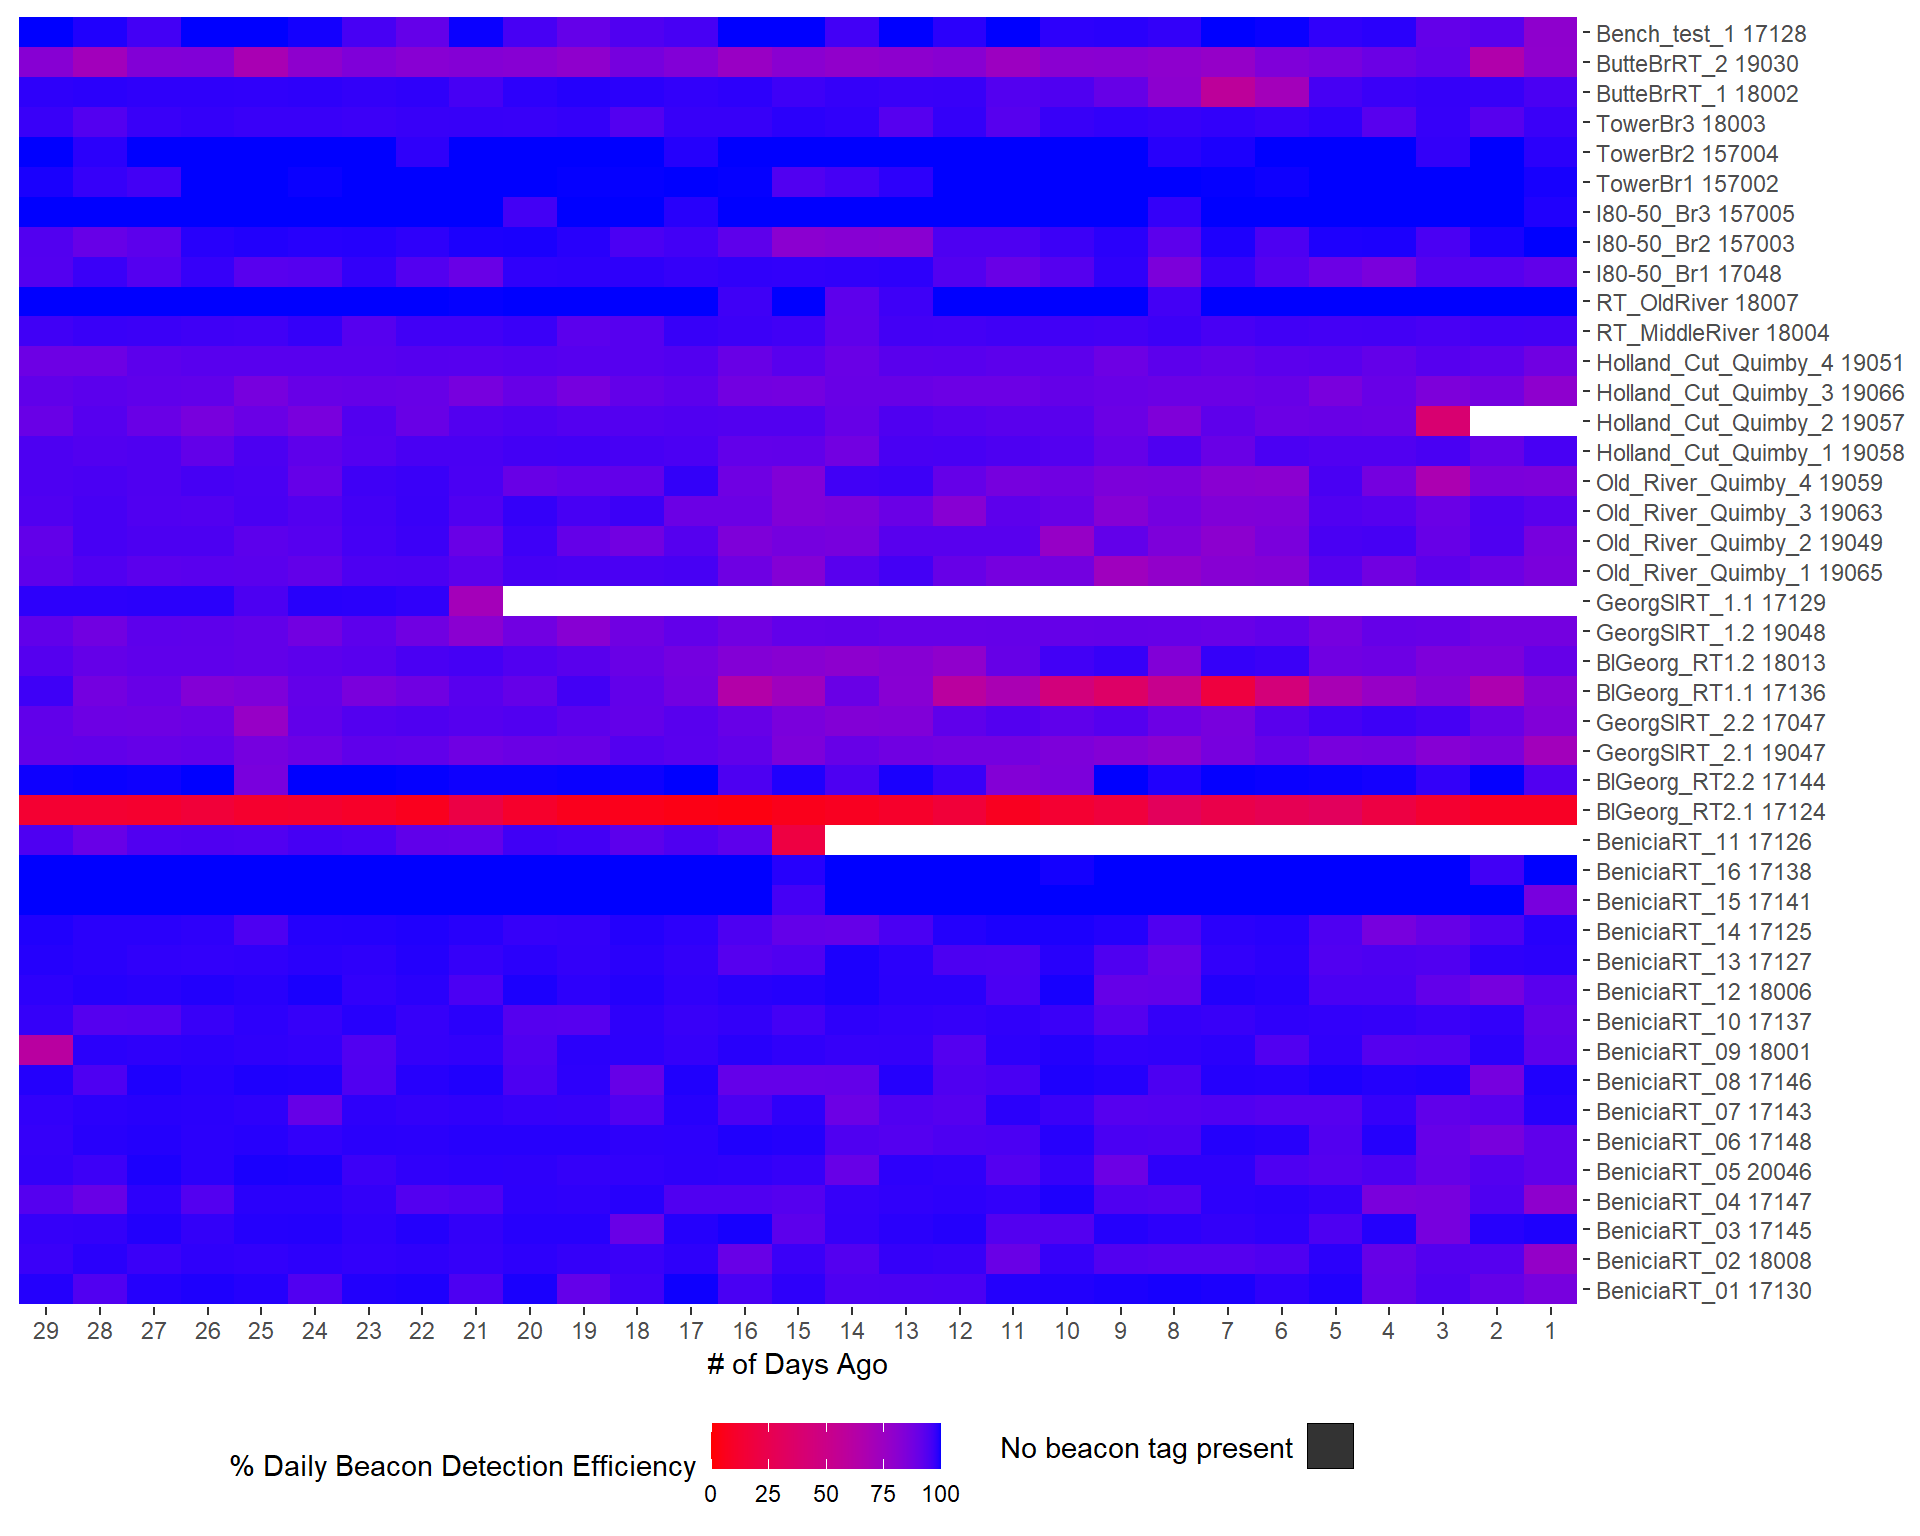 Bench_test_1 17128
ButteBrRT_2 19030
ButteBrRT_1 18002
TowerBr3 18003
TowerBr2 157004
TowerBr1 157002
I80-50_Br3 157005
I80-50_Br2 157003
I80-50_Br1 17048
RT_OldRiver 18007
RT_MiddleRiver 18004
Holland_Cut_Quimby_4 19051
Holland_Cut_Quimby_3 19066
Holland_Cut_Quimby_2 19057
Holland_Cut_Quimby_1 19058
Old_River_Quimby_4 19059
Old_River_Quimby_3 19063
Old_River_Quimby_2 19049
Old_River_Quimby_1 19065
GeorgSlRT_1.1 17129
GeorgSlRT_1.2 19048
BlGeorg_RT1.2 18013
BlGeorg_RT1.1 17136
GeorgSlRT_2.2 17047
GeorgSlRT_2.1 19047
BlGeorg_RT2.2 17144
BlGeorg_RT2.1 17124
BeniciaRT_11 17126
BeniciaRT_16 17138
BeniciaRT_15 17141
BeniciaRT_14 17125
BeniciaRT_13 17127
BeniciaRT_12 18006
BeniciaRT_10 17137
BeniciaRT_09 18001
BeniciaRT_08 17146
BeniciaRT_07 17143
BeniciaRT_06 17148
BeniciaRT_05 20046
BeniciaRT_04 17147
BeniciaRT_03 17145
BeniciaRT_02 18008
BeniciaRT_01 17130
29 28 27 26 25 24 23 22 21 20 19 18 17 16 15 14 13 12 11 10 9 8 7 6 5 4 3 2 1
# of Days Ago
% Daily Beacon Detection Efficiency
0 25 50 75 100
No beacon tag present